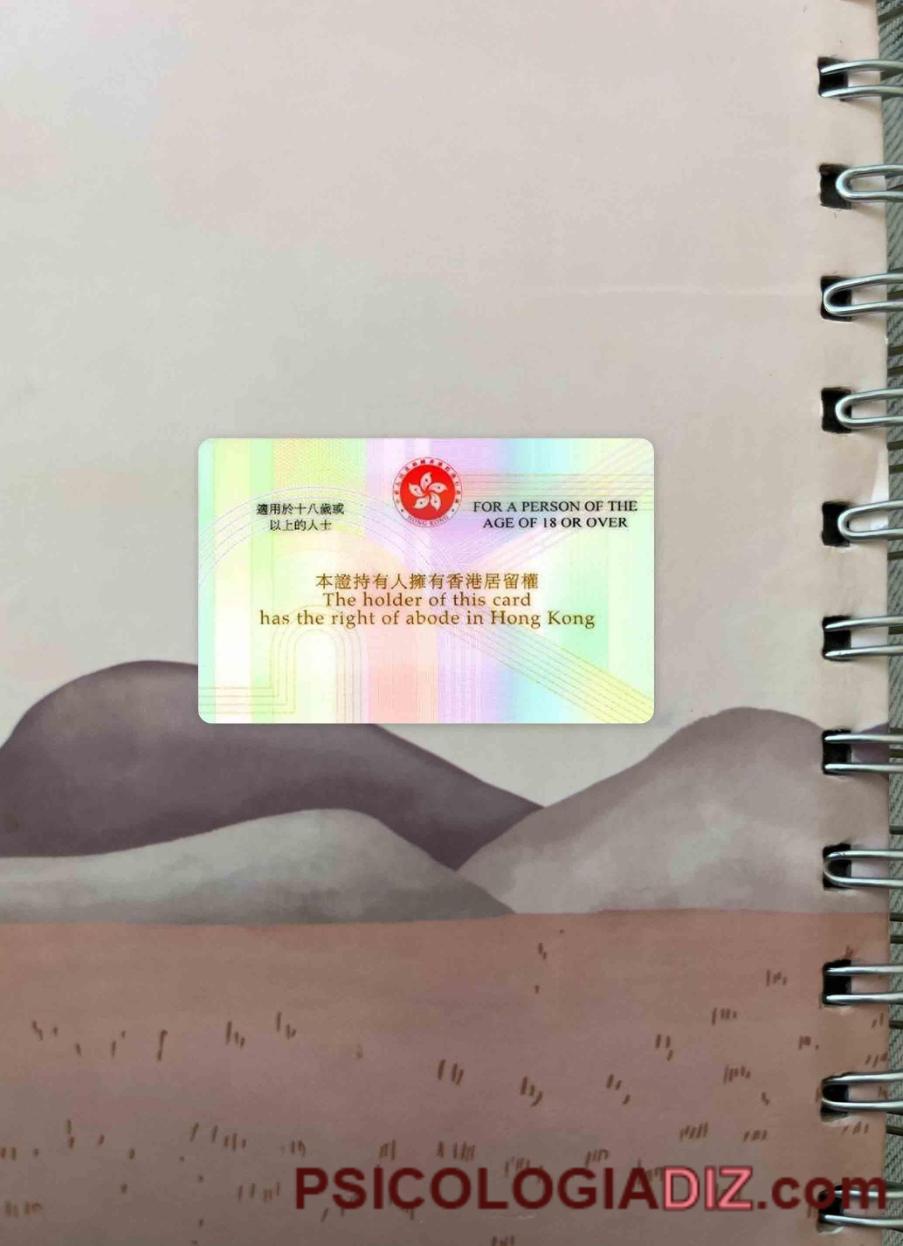 適用於十八歲或
以上的人士
HONG KONG
FOR A PERSON OF THE
AGE OF 18 OR OVER
本證持有人擁有香港居留權
The holder of this card
has the right of abode in Hong Kong
PSICOLOGIADIZ.com